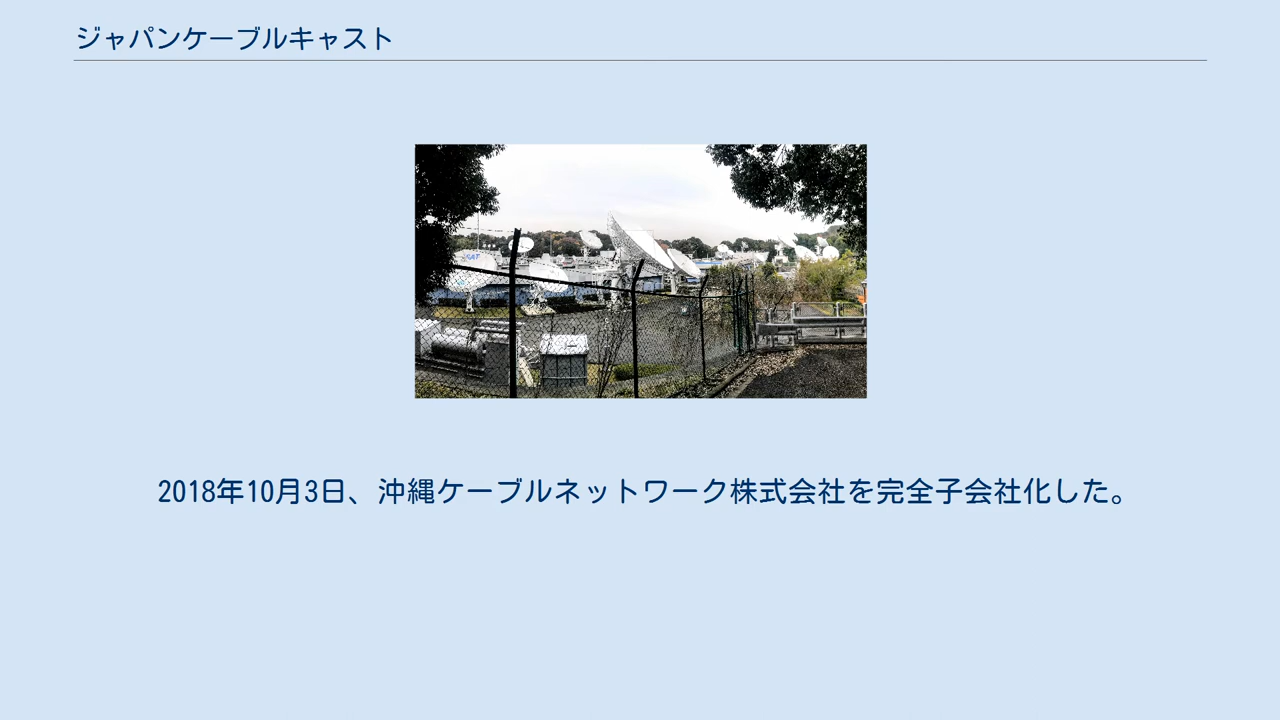 ジャパンケーブルキャスト
2018年10月3日、沖縄ケーブルネットワーク株式会社を完全子会社化した。